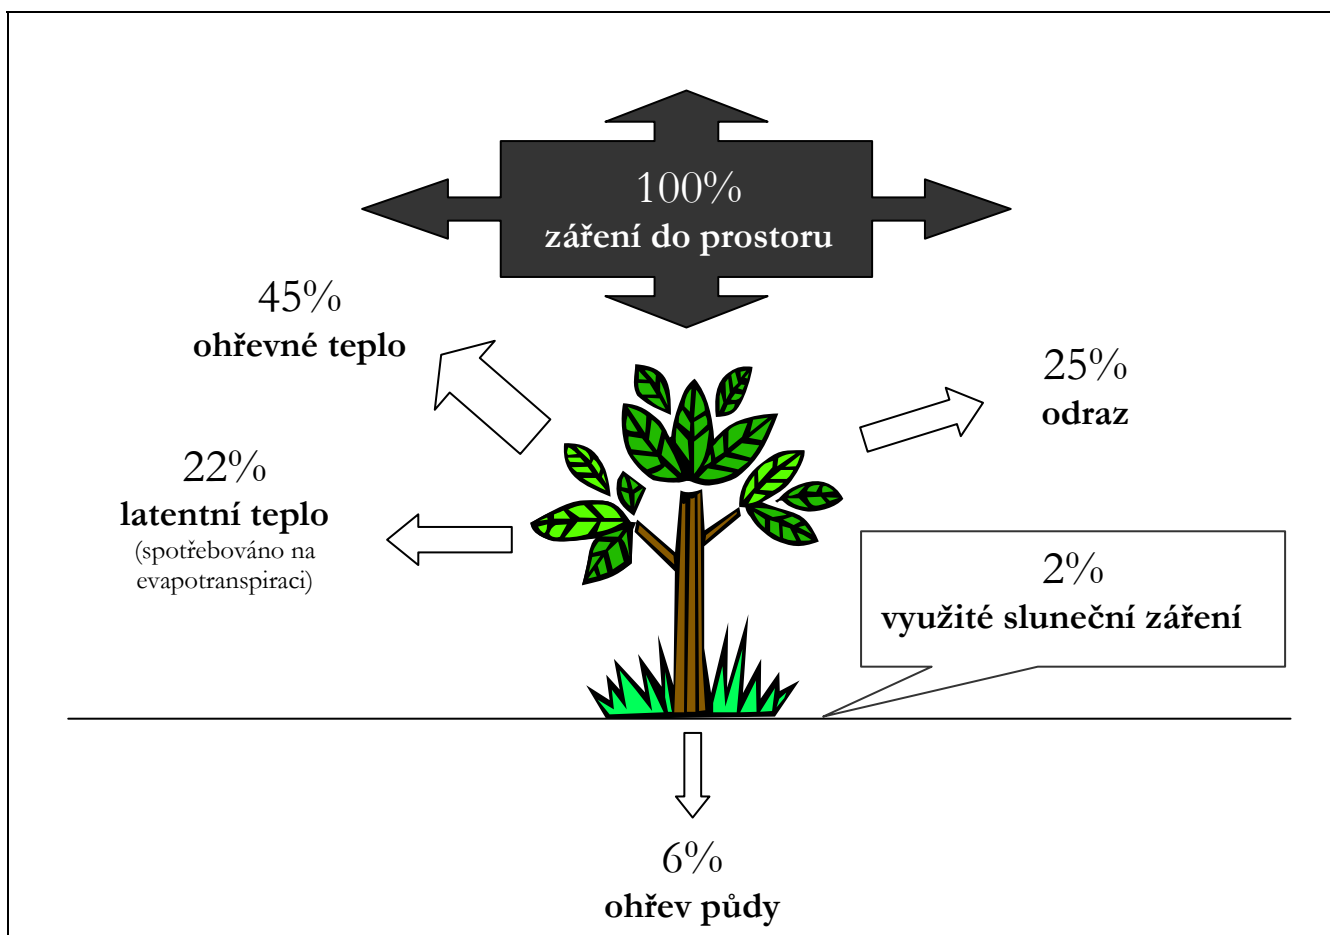 100%
záření do prostoru
45%
ohřevné teplo
25%
odraz
22%
latentní teplo
(spotřebováno na
evapotranspiraci)
2%
využité sluneční záření
6%
ohřev půdy